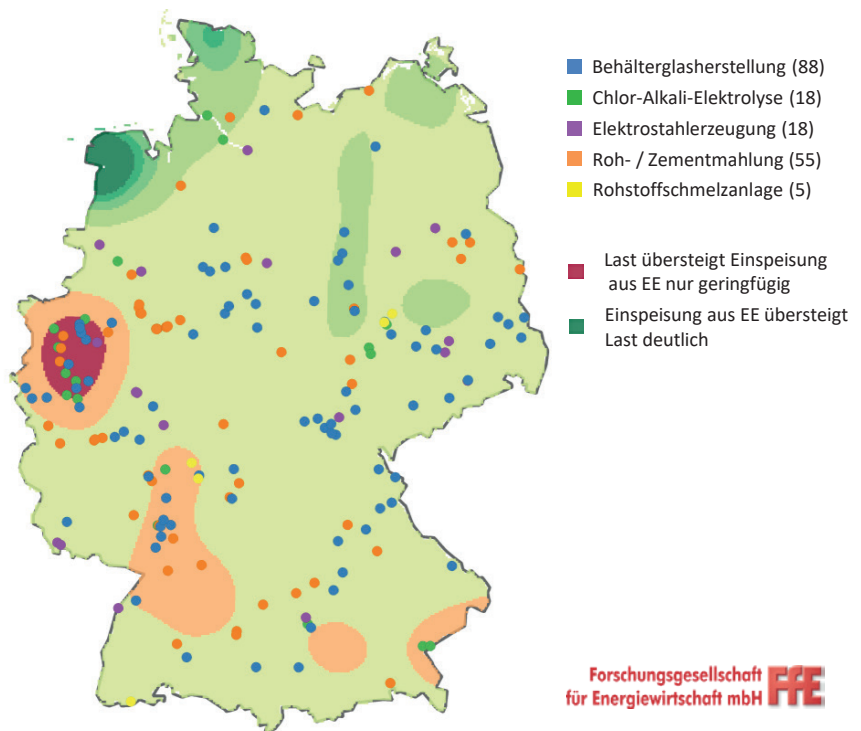 Behälterglasherstellung (88)
Chlor-Alkali-Elektrolyse (18)
Elektrostahlerzeugung (18)
Roh- / Zementmahlung (55)
Rohstoffschmelzanlage (5)
Last übersteigt Einspeisung
aus EE nur geringfügig
Einspeisung aus EE übersteigt
Last deutlich
Forschungsgesellschaft
für Energiewirtschaft mbH FfE